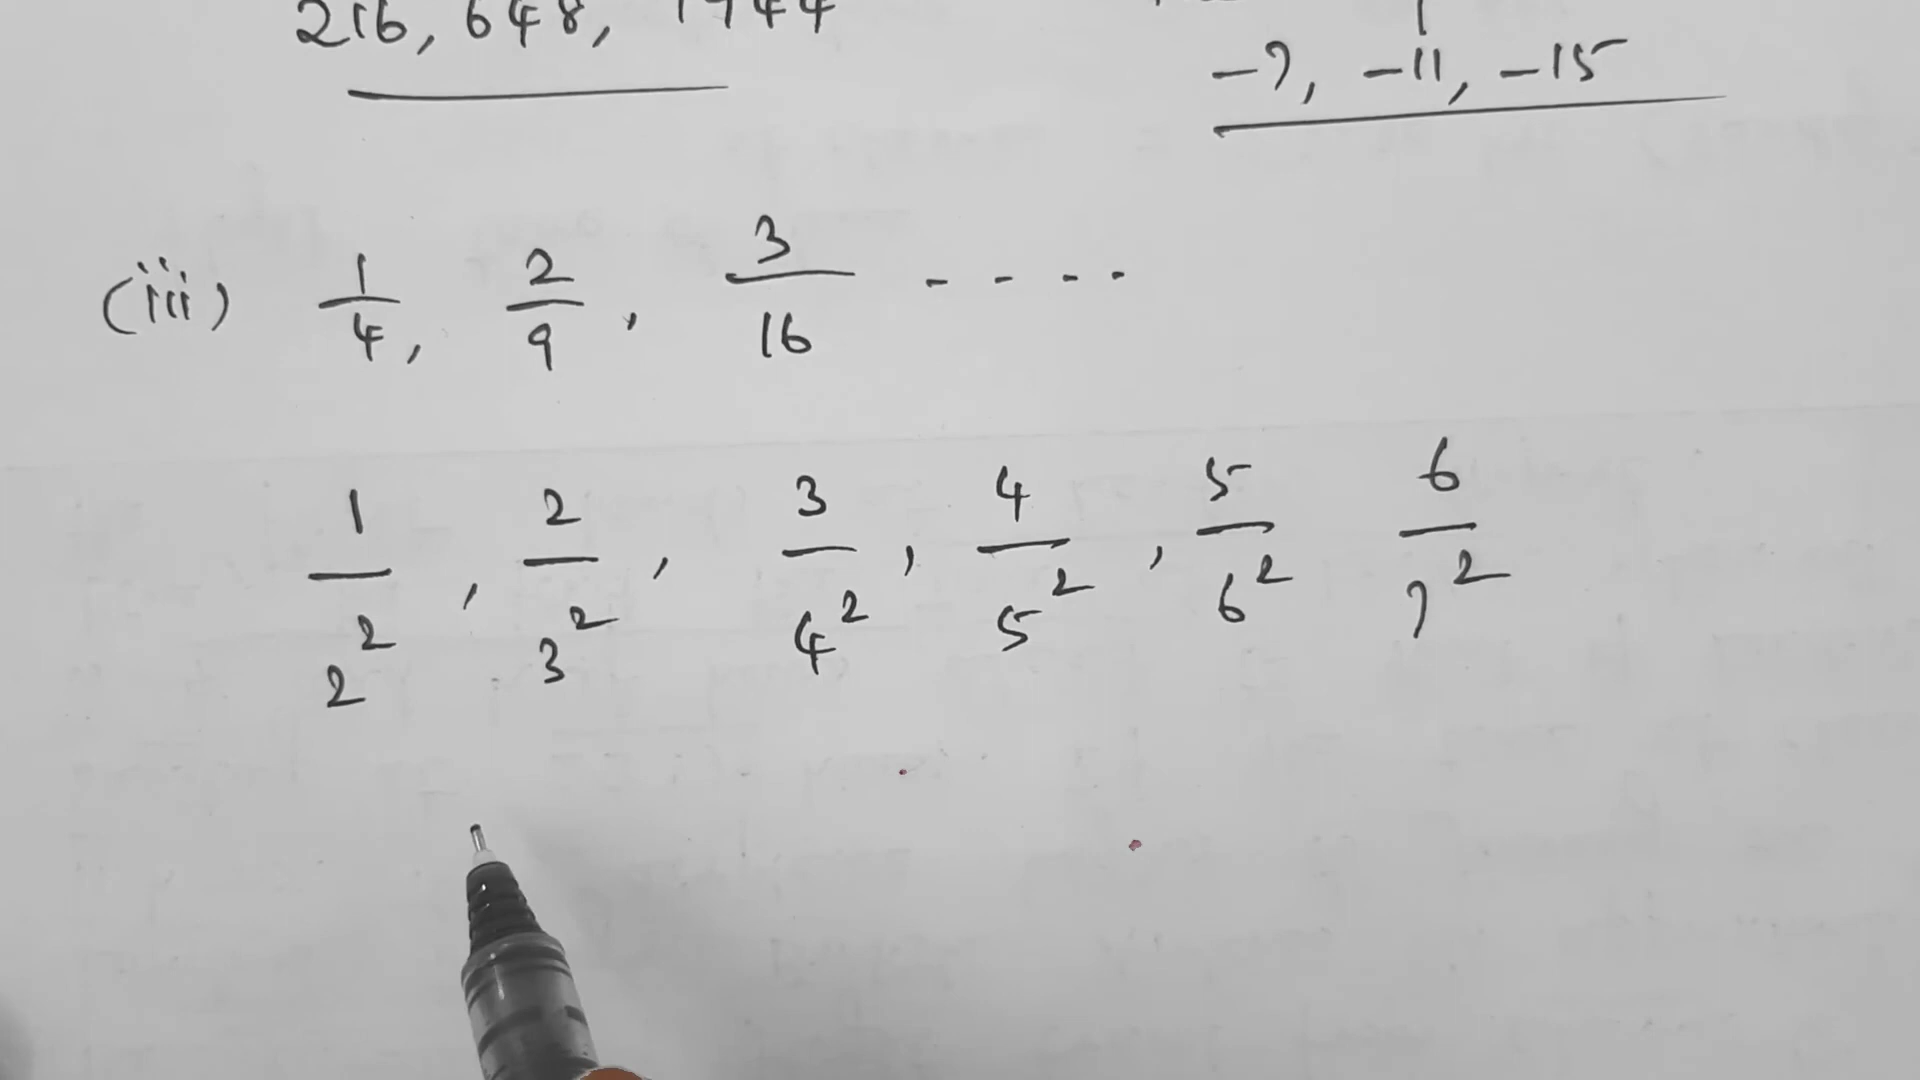 216, 648, 1944
-7, -11, -15
(iii) 1/4, 2/9, 3/16 ....
1/2², 2/3², 3/4², 4/5², 5/6² 6/7²